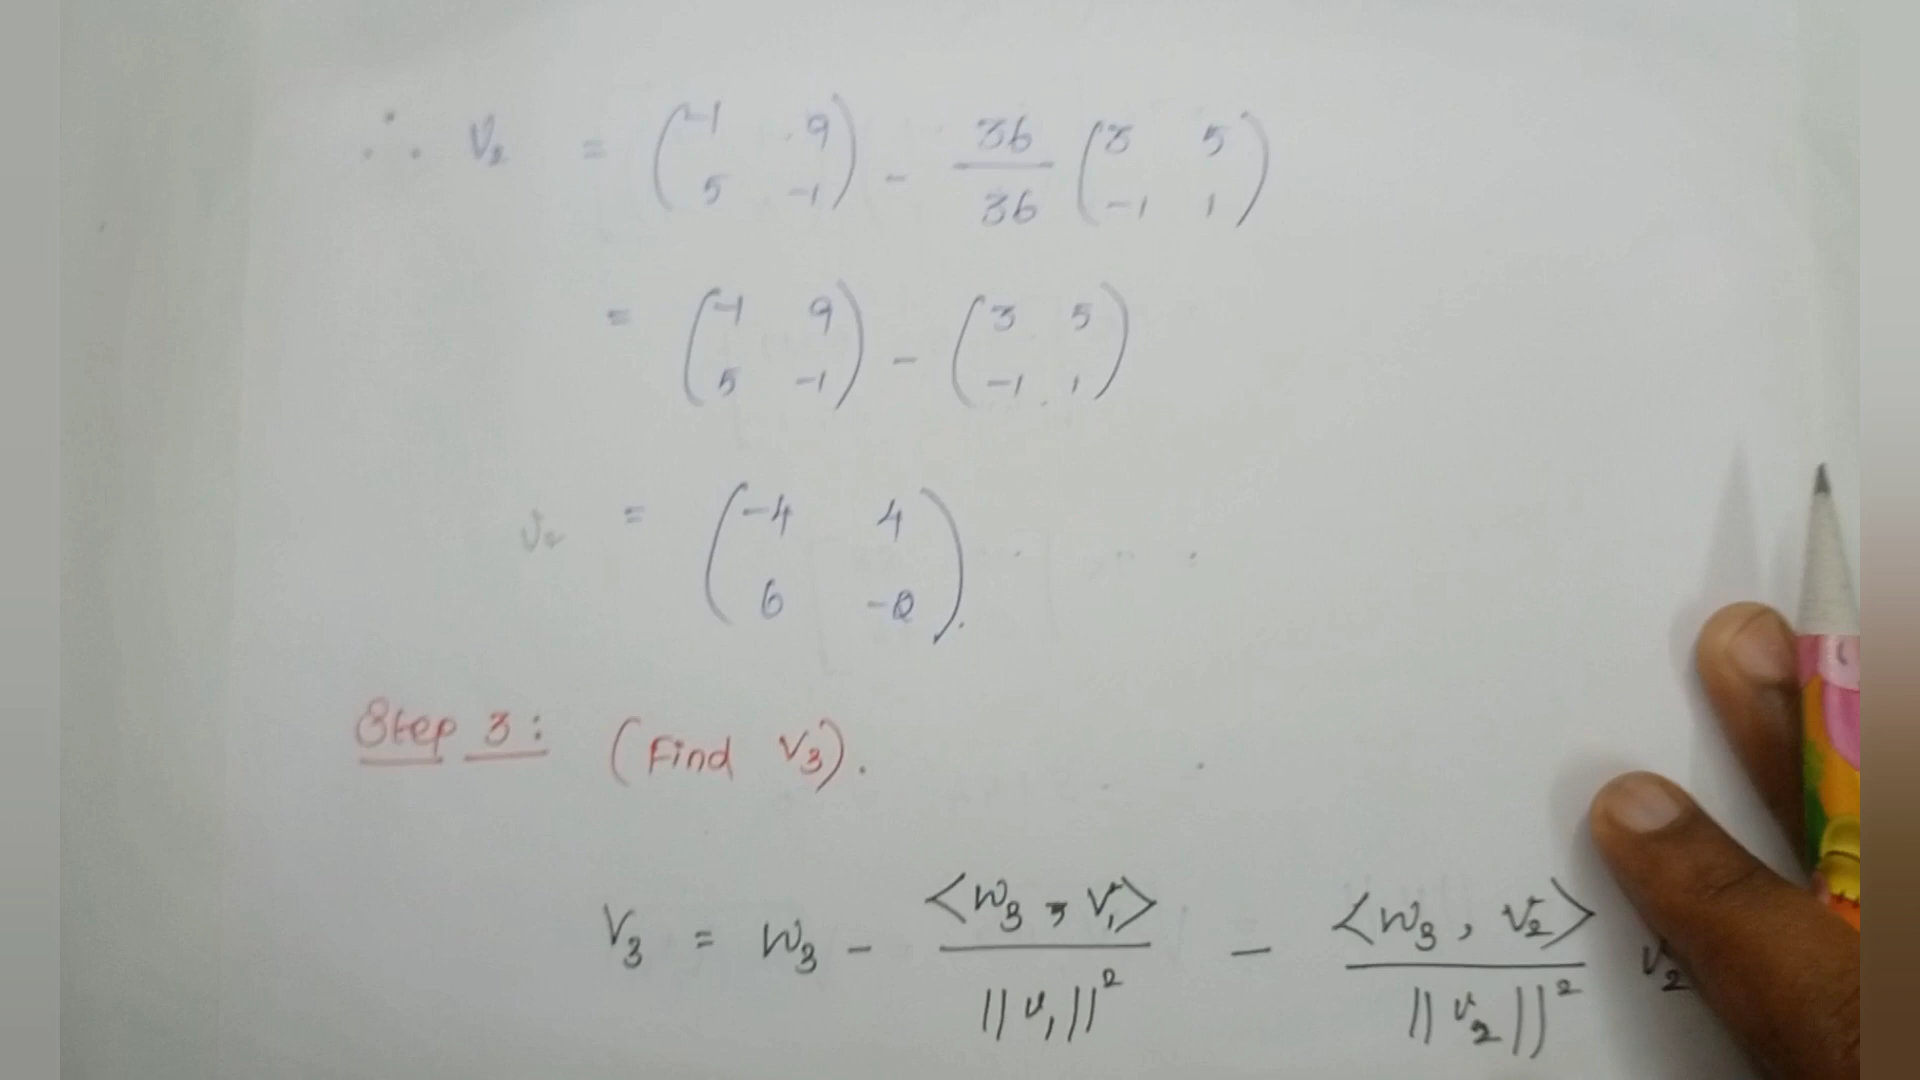 ∴ V₂ = (-1 9 5 -1) - 36/36 (3 5 -1 1)
= (-1 9 5 -1) - (3 5 -1 1)
V₂ = (-4 4 6 -2).
Step 3: (Find V₃).
V₃ = W₃ - <W₃, V₁> / ||V₁||² - <W₃, V₂> / ||V₂||² V₂